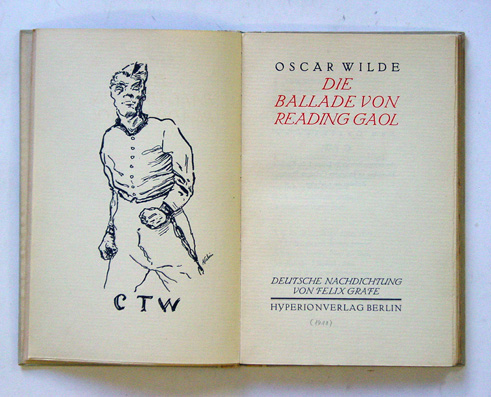 CTW
OSCAR WILDE
DIE
BALLADE VON
READING GAOL
DEUTSCHE NACHDICHTUNG
VON FELIX GRAFE
HYPERIONVERLAG BERLIN